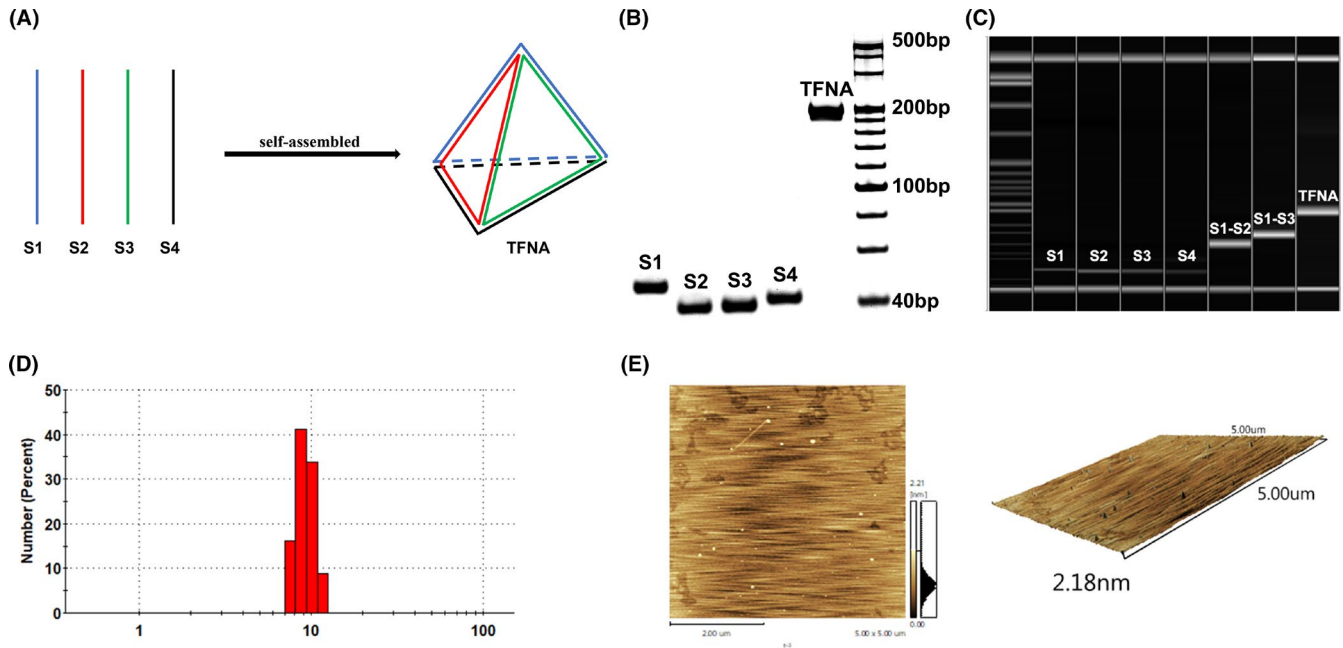 (A)
self-assembled
S1
S2
S3
S4
TFNA
(B)
S1
S2
S3
S4
TFNA
500bp
200bp
100bp
40bp
(C)
S1
S2
S3
S4
S1-S2
S1-S3
TFNA
(D)
Number (Percent)
50
40
30
20
10
0
1
10
100
(E)
2.21
[nm]
0.00
2.00 um
5.00 x 5.00 um
5.00um
5.00um
2.18nm